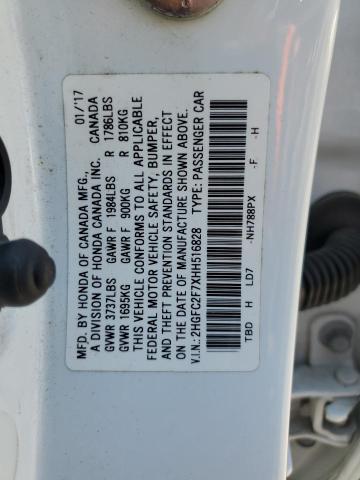 MFD. BY HONDA OF CANADA MFG., 01/'17
A DIVISION OF HONDA CANADA INC. CANADA
GVWR 3737LBS GAWR F 1984LBS R 1786LBS
GVWR 1695KG GAWR F 900KG R 810KG
THIS VEHICLE CONFORMS TO ALL APPLICABLE
FEDERAL MOTOR VEHICLE SAFETY, BUMPER,
AND THEFT PREVENTION STANDARDS IN EFFECT
ON THE DATE OF MANUFACTURE SHOWN ABOVE.
V.I.N.: 2HGFC2F7XHH516828 TYPE: PASSENGER CAR
TBD H LD7 -NH788PX -F -H